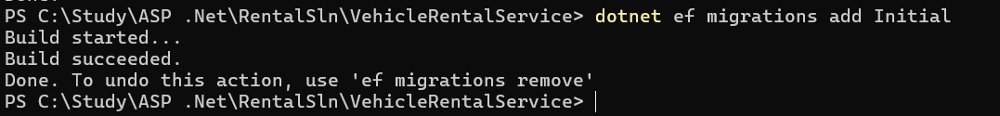 PS C:\Study\ASP .Net\RentalSln\VehicleRentalService> dotnet ef migrations add Initial
Build started...
Build succeeded.
Done. To undo this action, use 'ef migrations remove'
PS C:\Study\ASP .Net\RentalSln\VehicleRentalService>